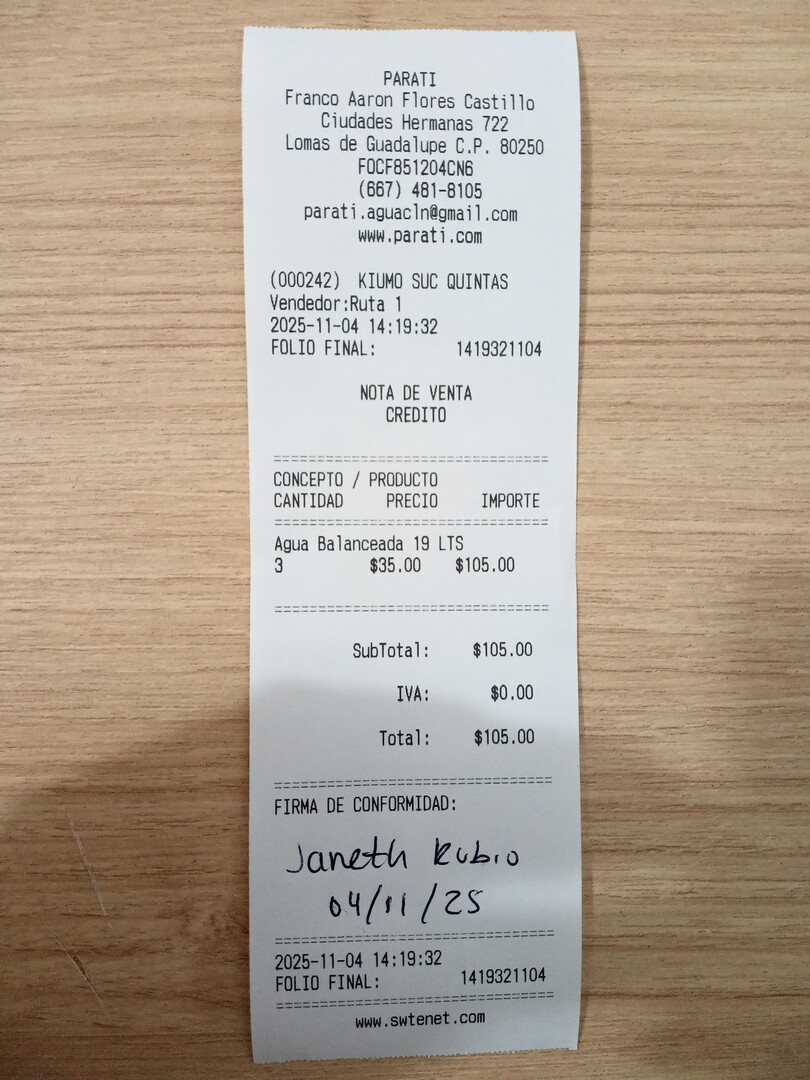 PARATI
Franco Aaron Flores Castillo
Ciudades Hermanas 722
Lomas de Guadalupe C.P. 80250
FOCF851204CN6
(667) 481-8105
parati.aguacln@gmail.com
www.parati.com
(000242) KIUMO SUC QUINTAS
Vendedor:Ruta 1
2025-11-04 14:19:32
FOLIO FINAL: 1419321104
NOTA DE VENTA
CREDITO
CONCEPTO / PRODUCTO
CANTIDAD PRECIO IMPORTE
Agua Balanceada 19 LTS
3 $35.00 $105.00
SubTotal: $105.00
IVA: $0.00
Total: $105.00
FIRMA DE CONFORMIDAD:
Janeth Rubio
04/11/25
2025-11-04 14:19:32
FOLIO FINAL: 1419321104
www.swtenet.com